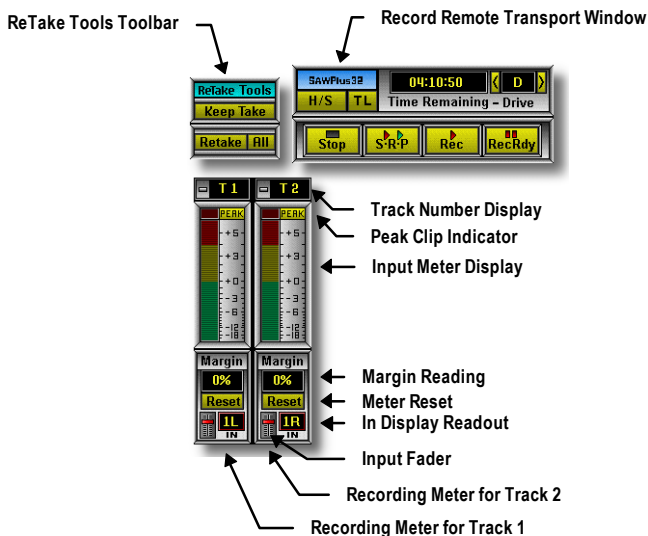 ReTake Tools Toolbar
Record Remote Transport Window
ReTake Tools
Keep Take
Retake All
SAWPlus32
H/S TL
04:10:50 D
Time Remaining - Drive
Stop
S·R·P
Rec
RecRdy
T 1
T 2
PEAK
PEAK
+5
+3
+0
-3
-6
-12
-18
+5
+3
+0
-3
-6
-12
-18
Track Number Display
Peak Clip Indicator
Input Meter Display
Margin
Margin
0%
0%
Margin Reading
Reset
Reset
Meter Reset
1L
1R
In Display Readout
IN
IN
Input Fader
Recording Meter for Track 2
Recording Meter for Track 1